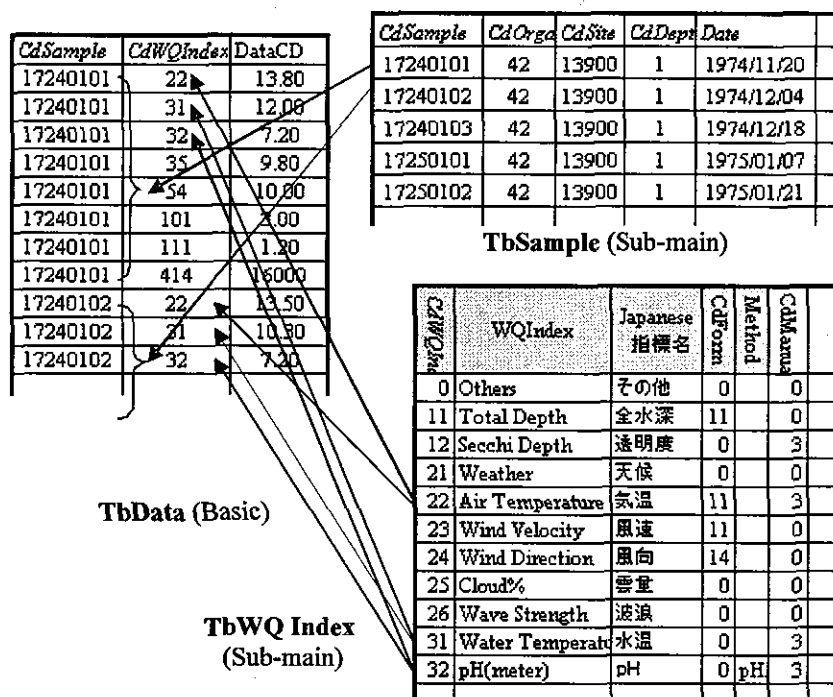 CdSample CdWQIndex DataCD
17240101 22 13.80
17240101 31 12.00
17240101 32 7.20
17240101 35 9.80
17240101 54 10.00
17240101 101 .00
17240101 111 1.20
17240101 414 16000
17240102 22 13.50
17240102 31 10.80
17240102 32 7.20
TbData (Basic)
CdSample CdOrga CdSite CdDept Date
17240101 42 13900 1 1974/11/20
17240102 42 13900 1 1974/12/04
17240103 42 13900 1 1974/12/18
17250101 42 13900 1 1975/01/07
17250102 42 13900 1 1975/01/21
TbSample (Sub-main)
CdWQIn WQIndex Japanese 指標名 CdForm Method CdManua
0 Others その他 0 0
11 Total Depth 全水深 11 0
12 Secchi Depth 透明度 0 3
21 Weather 天候 0 0
22 Air Temperature 気温 11 3
23 Wind Velocity 風速 11 0
24 Wind Direction 風向 14 0
25 Cloud% 雲量 0 0
26 Wave Strength 波浪 0 0
31 Water Temperatu 水温 0 3
32 pH(meter) pH 0 pH 3
TbWQ Index
(Sub-main)